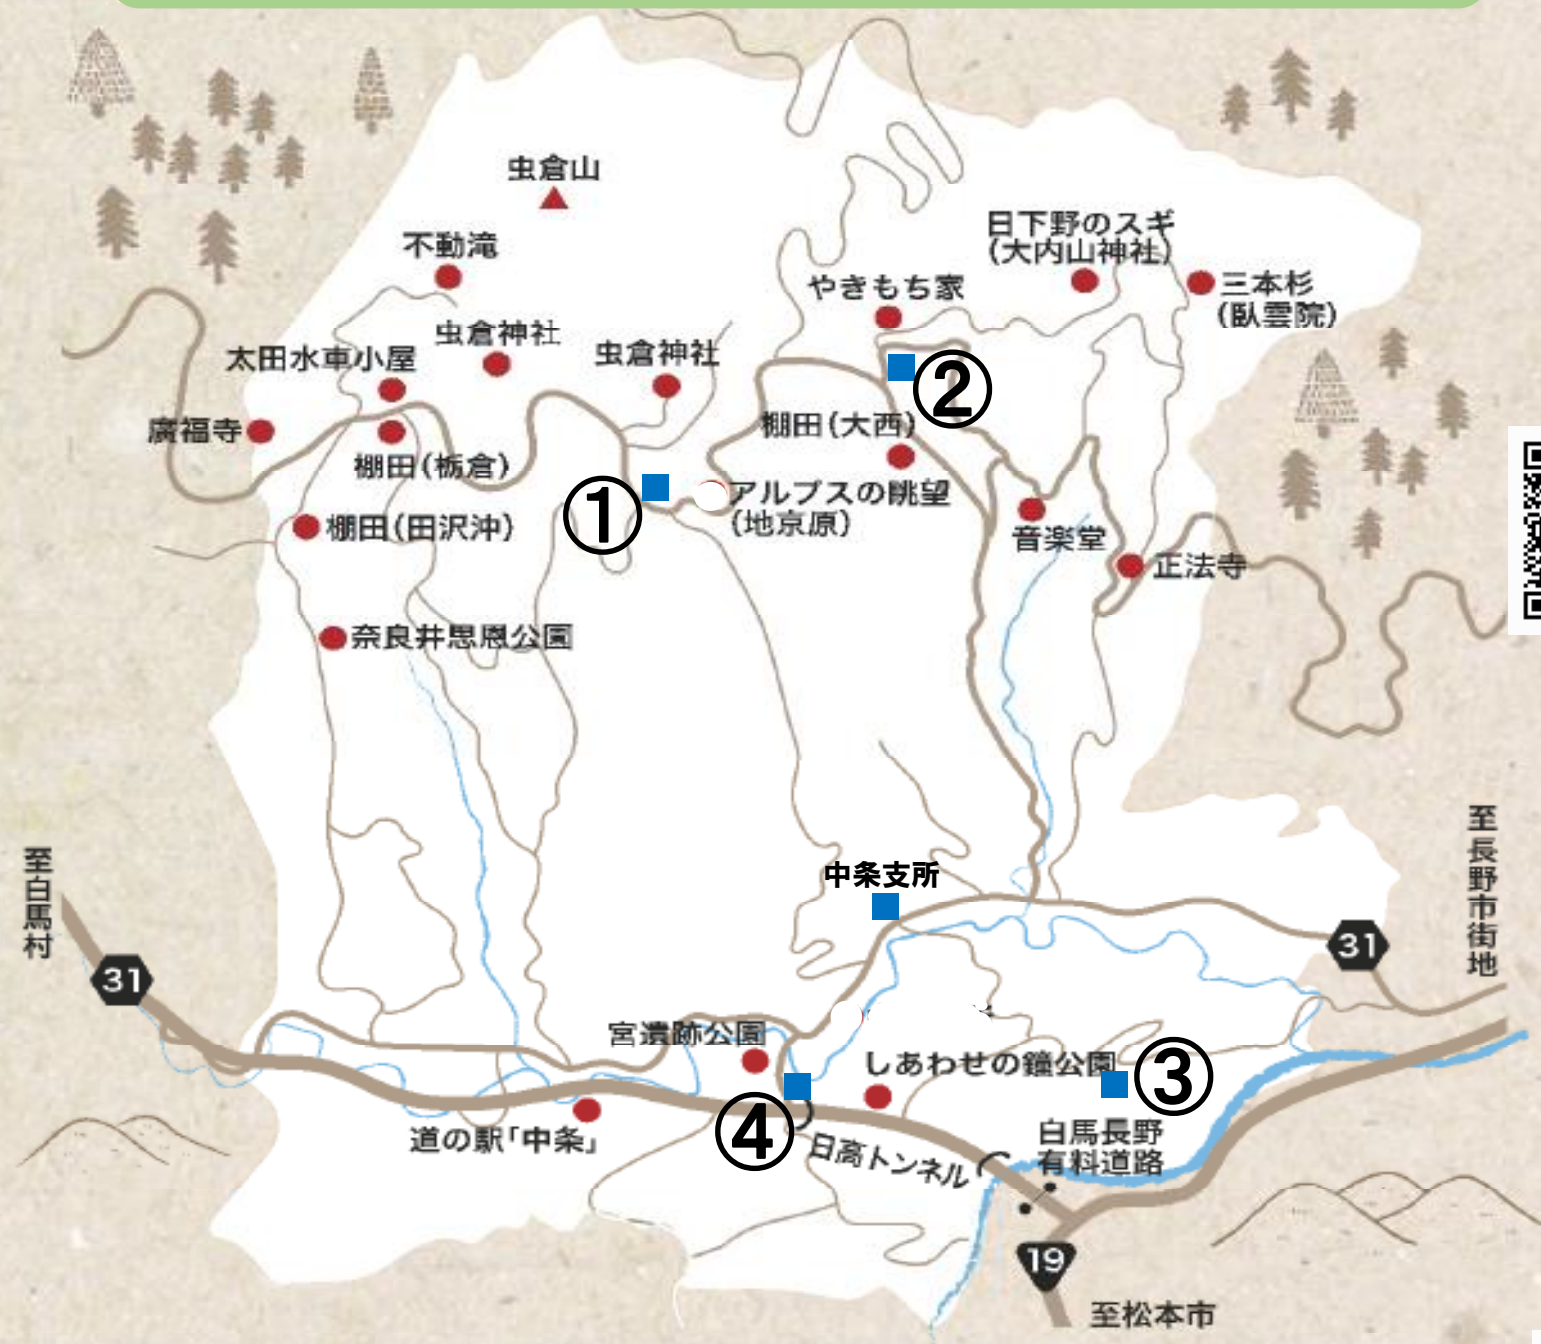 虫倉山
不動滝
日下野のスギ
(大内山神社)
やきもち家
三本杉
(臥雲院)
虫倉神社
虫倉神社
太田水車小屋
②
廣福寺
棚田(大西)
棚田(栃倉)
①
アルプスの眺望
(地京原)
棚田(田沢沖)
音楽堂
正法寺
奈良井思恩公園
至白馬村
至長野市街地
中条支所
31
31
宮遺跡公園
しあわせの鐘公園
③
④
道の駅「中条」
日高トンネル
白馬長野
有料道路
19
至松本市